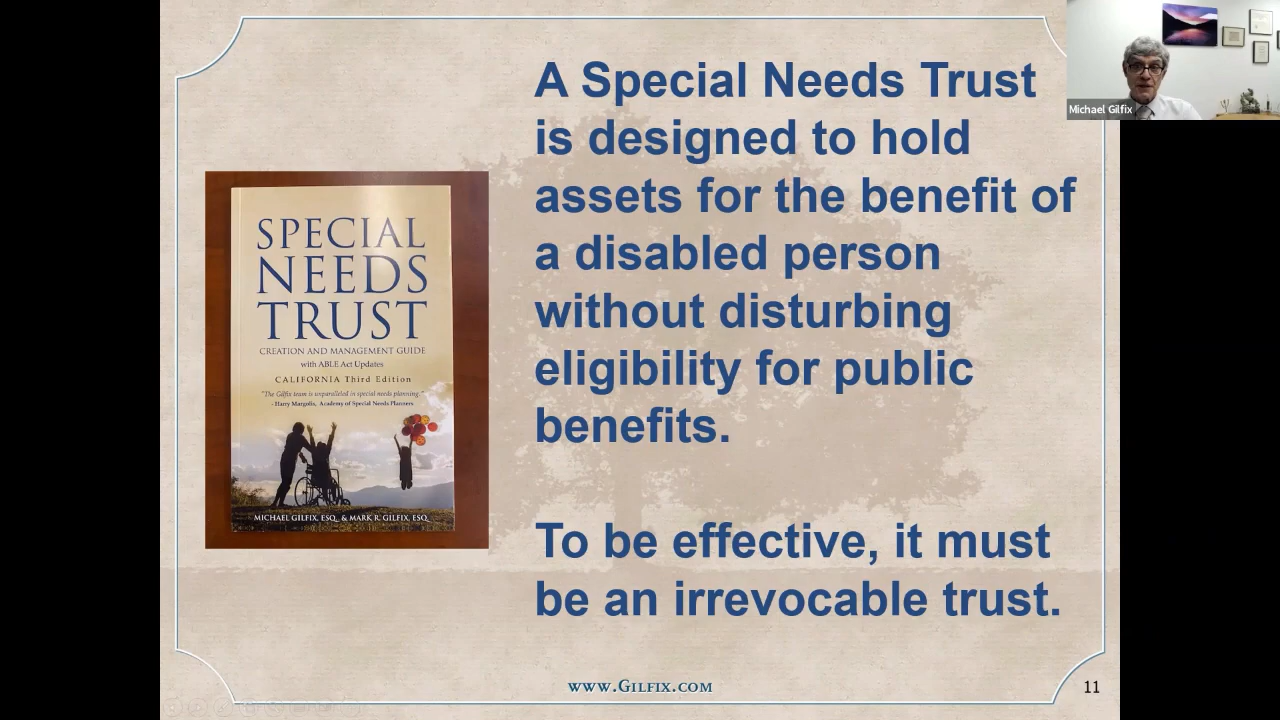 A Special Needs Trust
is designed to hold
assets for the benefit of
a disabled person
without disturbing
eligibility for public
benefits.
To be effective, it must
be an irrevocable trust.
SPECIAL
NEEDS
TRUST
CREATION AND MANAGEMENT GUIDE
with ABLE Act Updates
CALIFORNIA Third Edition
"The Gilfix team is unparalleled in special needs planning."
- Harry Margolis, Academy of Special Needs Planners
MICHAEL GILFIX, ESQ. & MARK R. GILFIX, ESQ.
Michael Gilfix
www.Gilfix.com
11